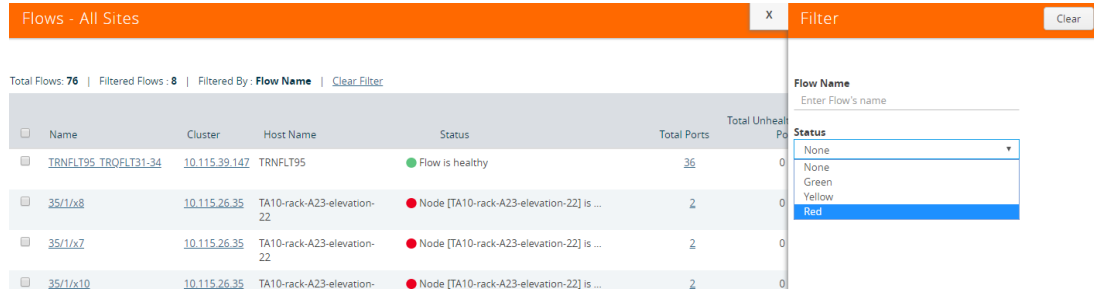 Flows - All Sites
X
Filter
Clear
Total Flows: 76 | Filtered Flows : 8 | Filtered By : Flow Name | Clear Filter
Name Cluster Host Name Status Total Ports Total Unhealt
Po
TRNFLT95_TRQFLT31-34 10.115.39.147 TRNFLT95 Flow is healthy 36 0
35/1/x8 10.115.26.35 TA10-rack-A23-elevation- Node [TA10-rack-A23-elevation-22] is ... 2 0
22
35/1/x7 10.115.26.35 TA10-rack-A23-elevation- Node [TA10-rack-A23-elevation-22] is ... 2 0
22
35/1/x10 10.115.26.35 TA10-rack-A23-elevation- Node [TA10-rack-A23-elevation-22] is ... 2 0
Flow Name
Enter Flow's name
Status
None
None
Green
Yellow
Red